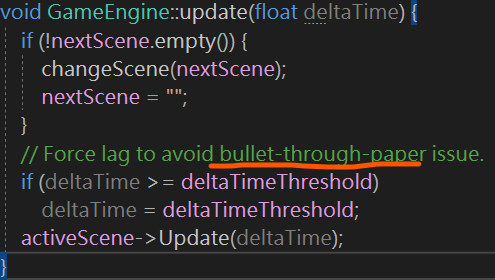 void GameEngine::update(float deltaTime) {
if (!nextScene.empty()) {
changeScene(nextScene);
nextScene = "";
}
// Force lag to avoid bullet-through-paper issue.
if (deltaTime >= deltaTimeThreshold)
deltaTime = deltaTimeThreshold;
activeScene->Update(deltaTime);
}